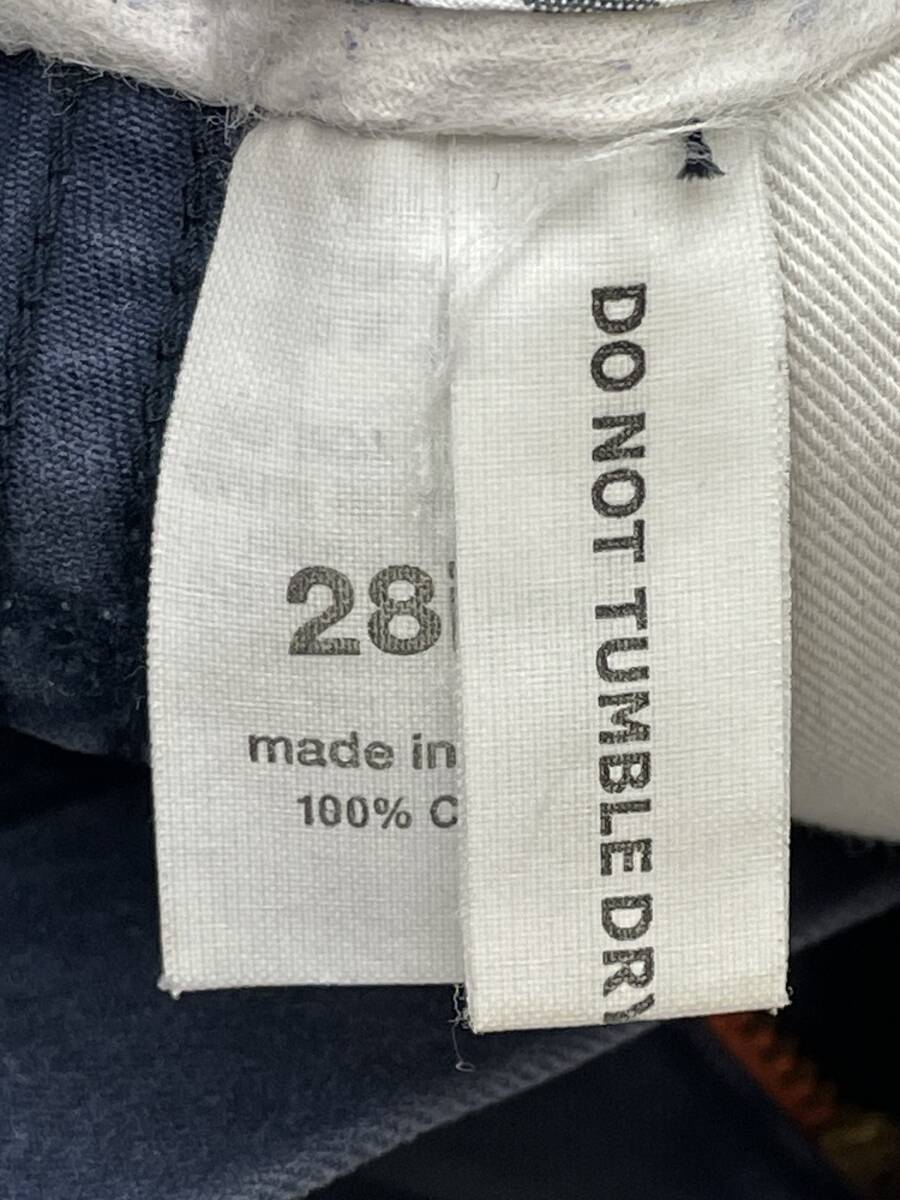 28
made in
100% C
DO NOT TUMBLE DRY